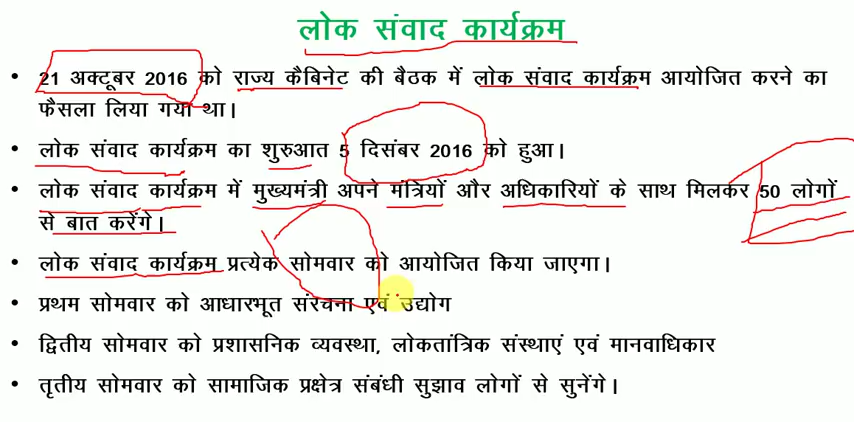 लोक संवाद कार्यक्रम
• 21 अक्टूबर 2016 को राज्य कैबिनेट की बैठक में लोक संवाद कार्यक्रम आयोजित करने का
फैसला लिया गया था।
• लोक संवाद कार्यक्रम का शुरुआत 5 दिसंबर 2016 को हुआ।
• लोक संवाद कार्यक्रम में मुख्यमंत्री अपने मंत्रियों और अधिकारियों के साथ मिलकर 50 लोगों
से बात करेंगे।
• लोक संवाद कार्यक्रम प्रत्येक सोमवार को आयोजित किया जाएगा।
• प्रथम सोमवार को आधारभूत संरचना एवं उद्योग
• द्वितीय सोमवार को प्रशासनिक व्यवस्था, लोकतांत्रिक संस्थाएं एवं मानवाधिकार
• तृतीय सोमवार को सामाजिक प्रक्षेत्र संबंधी सुझाव लोगों से सुनेंगे।